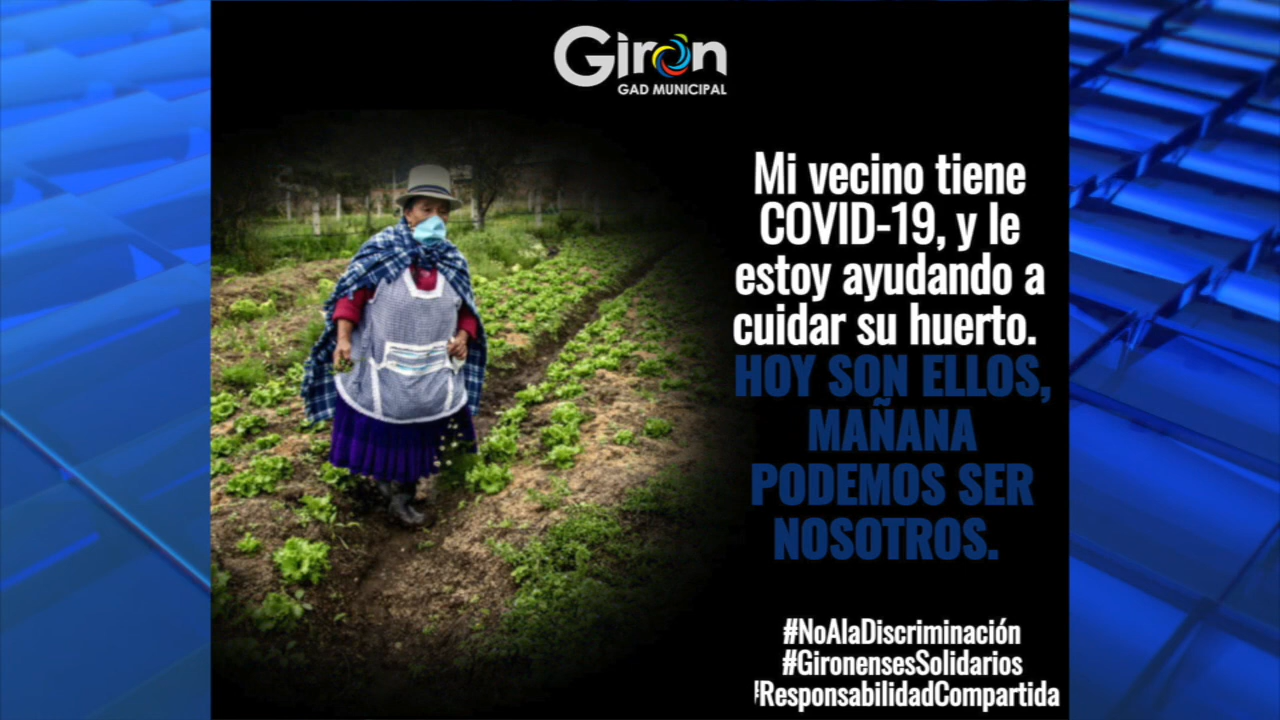 Girón
GAD MUNICIPAL
Mi vecino tiene
COVID-19, y le
estoy ayudando a
cuidar su huerto.
HOY SON ELLOS,
MAÑANA
PODEMOS SER
NOSOTROS.
#NoAlaDiscriminación
#GironensesSolidarios
#ResponsabilidadCompartida